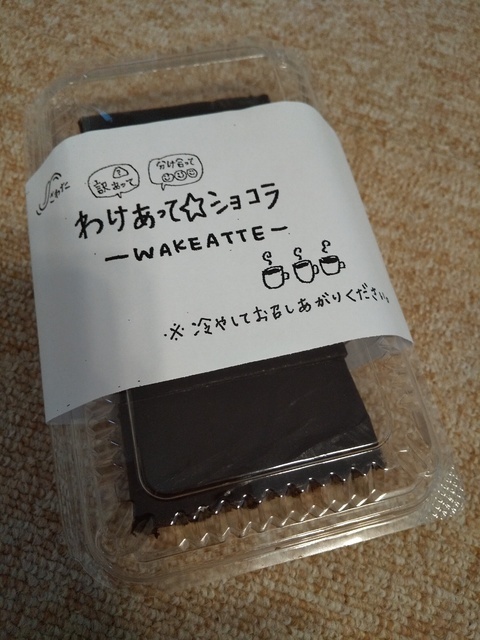 訳あって
分け合って
わけあって☆ショコラ
ーWAKEATTEー
※冷やしてお召しあがりください。